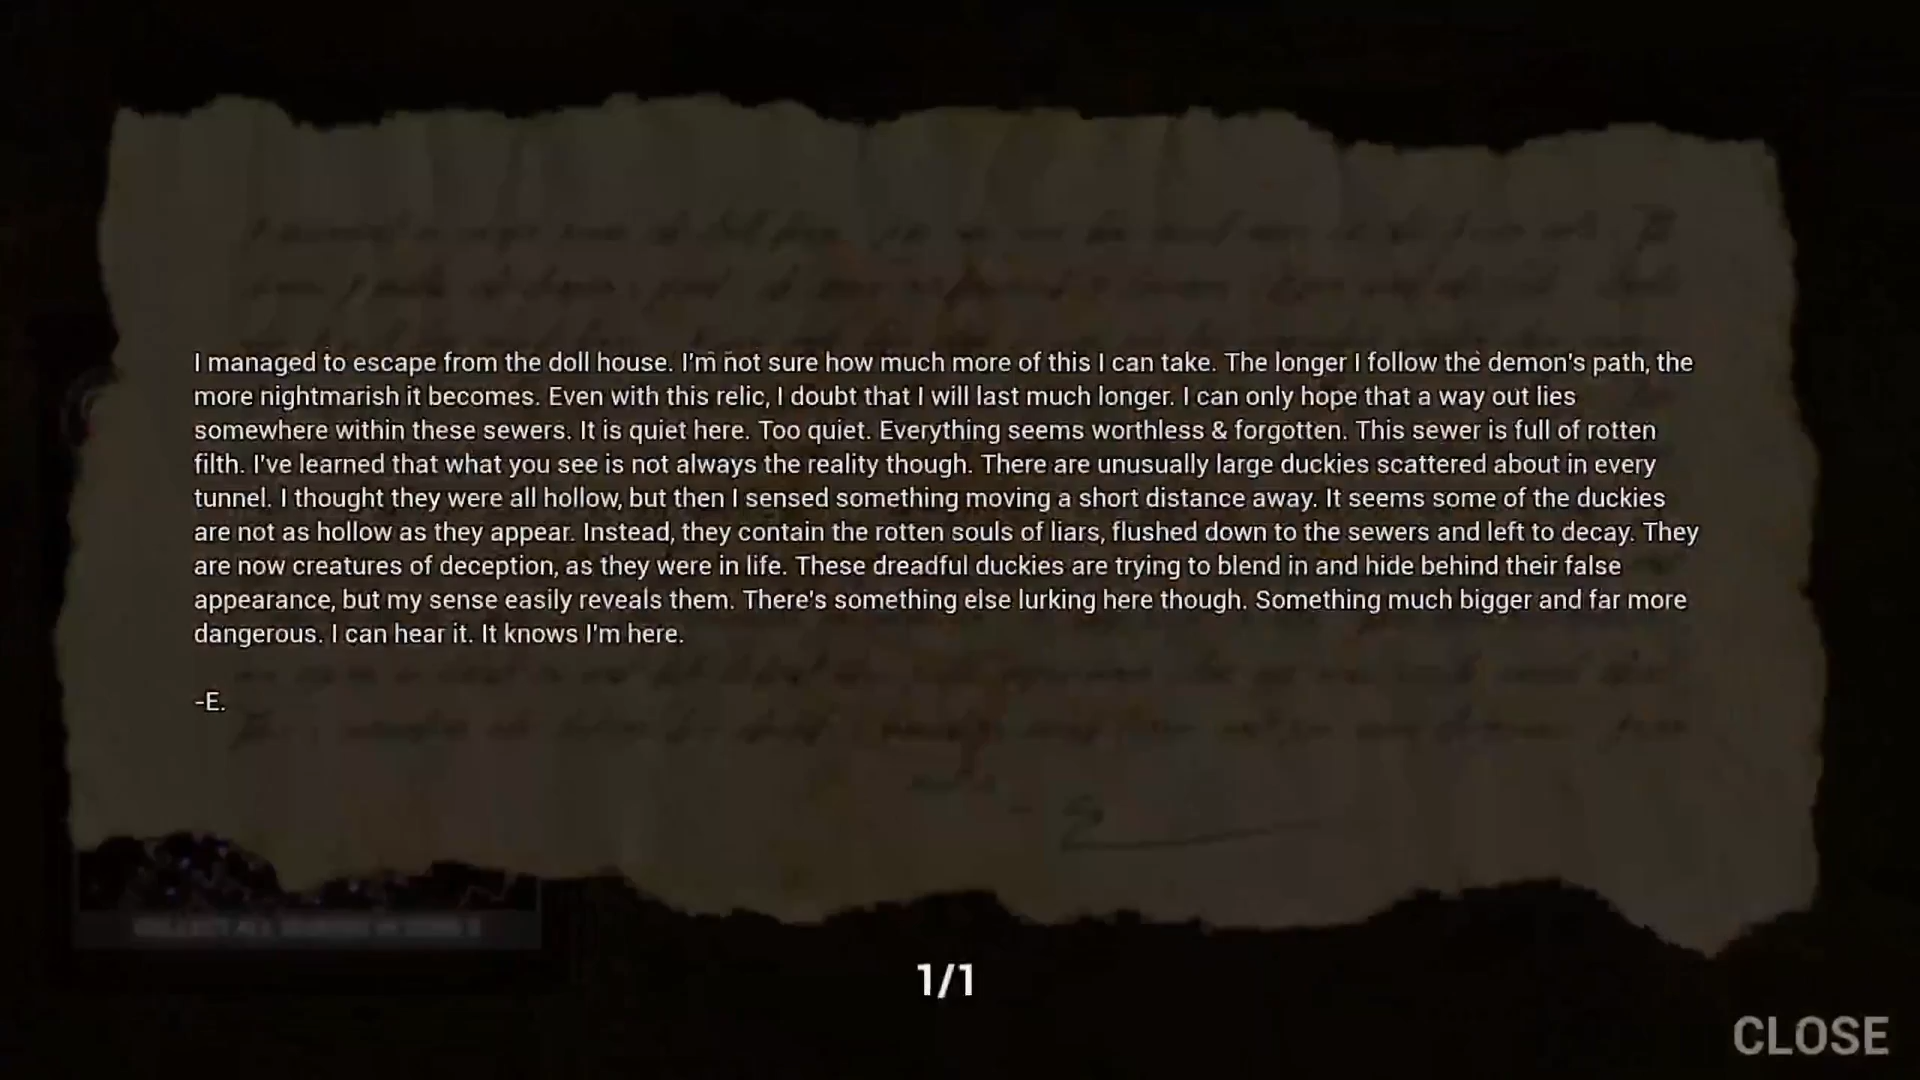 I managed to escape from the doll house. I'm not sure how much more of this I can take. The longer I follow the demon's path, the
more nightmarish it becomes. Even with this relic, I doubt that I will last much longer. I can only hope that a way out lies
somewhere within these sewers. It is quiet here. Too quiet. Everything seems worthless & forgotten. This sewer is full of rotten
filth. I've learned that what you see is not always the reality though. There are unusually large duckies scattered about in every
tunnel. I thought they were all hollow, but then I sensed something moving a short distance away. It seems some of the duckies
are not as hollow as they appear. Instead, they contain the rotten souls of liars, flushed down to the sewers and left to decay. They
are now creatures of deception, as they were in life. These dreadful duckies are trying to blend in and hide behind their false
appearance, but my sense easily reveals them. There's something else lurking here though. Something much bigger and far more
dangerous. I can hear it. It knows I'm here.
-E.
1/1
CLOSE